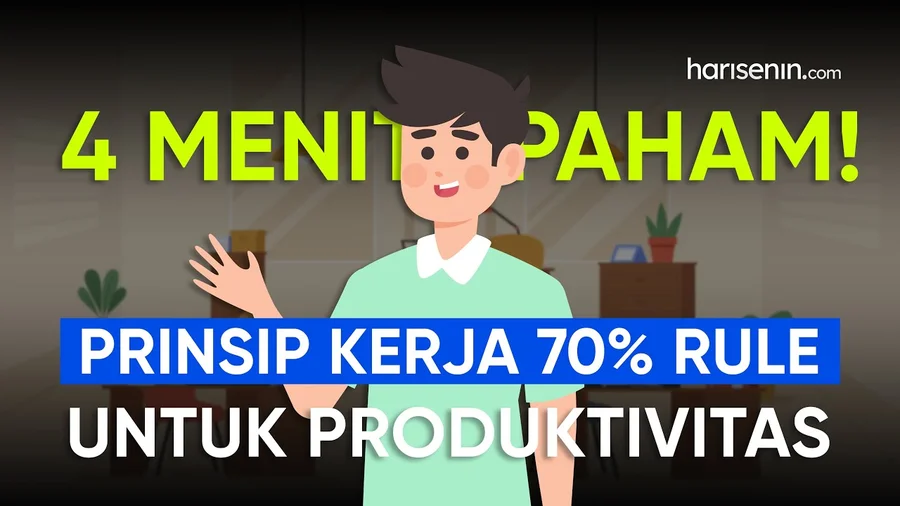 harisenin.com
4 MENIT PAHAM!
PRINSIP KERJA 70% RULE
UNTUK PRODUKTIVITAS